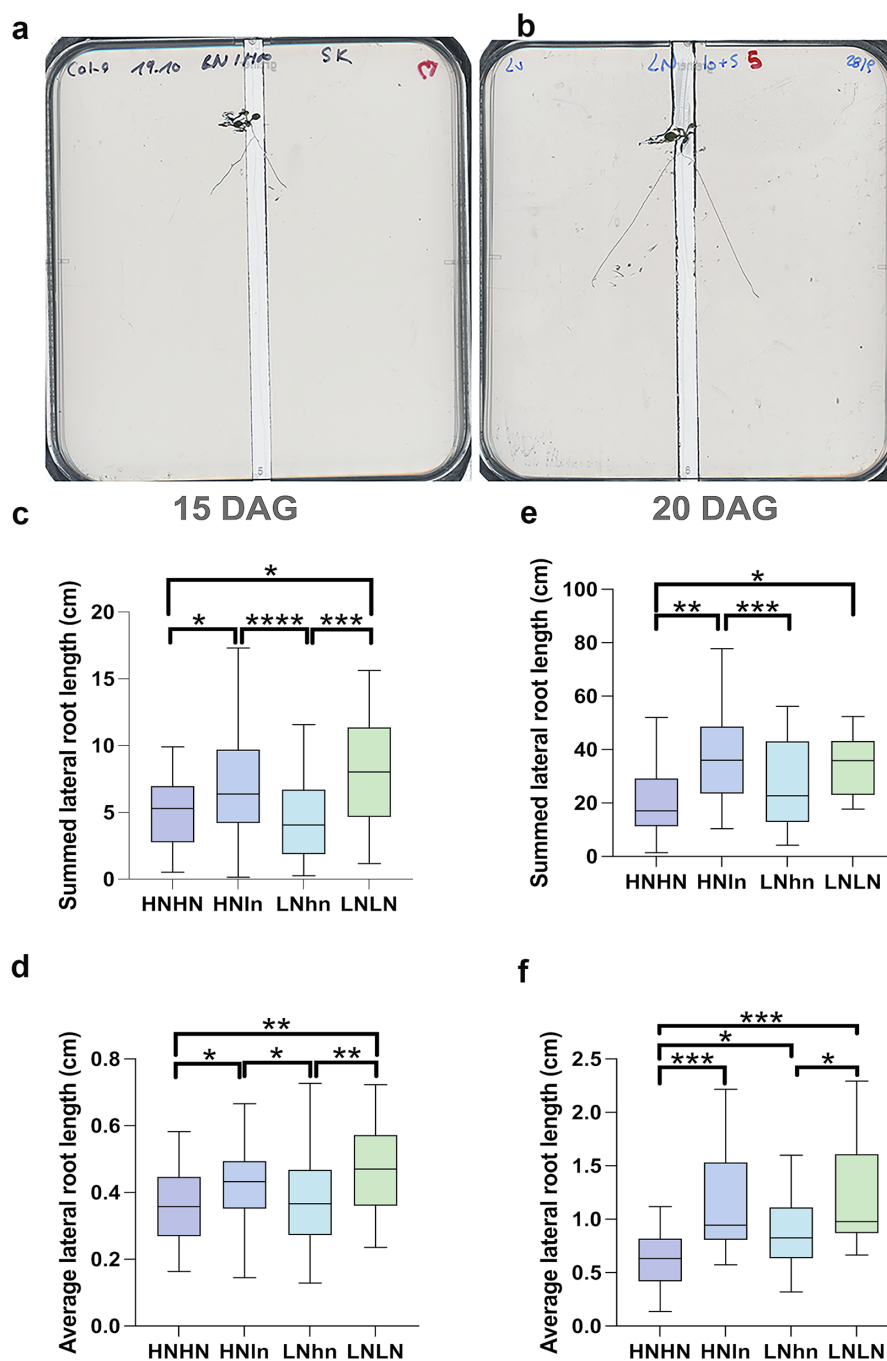 a
b
Col-0 19.10 SK
LN 5 28/9
5
15 DAG
20 DAG
c
Summed lateral root length (cm)
20
15
10
5
0
*
* **** ***
HNHN HNln LNhn LNLN
e
Summed lateral root length (cm)
100
80
60
40
20
0
*
** ***
HNHN HNln LNhn LNLN
d
Average lateral root length (cm)
0.8
0.6
0.4
0.2
0.0
**
* * **
HNHN HNln LNhn LNLN
f
Average lateral root length (cm)
2.5
2.0
1.5
1.0
0.5
0.0
***
*
*** *
HNHN HNln LNhn LNLN